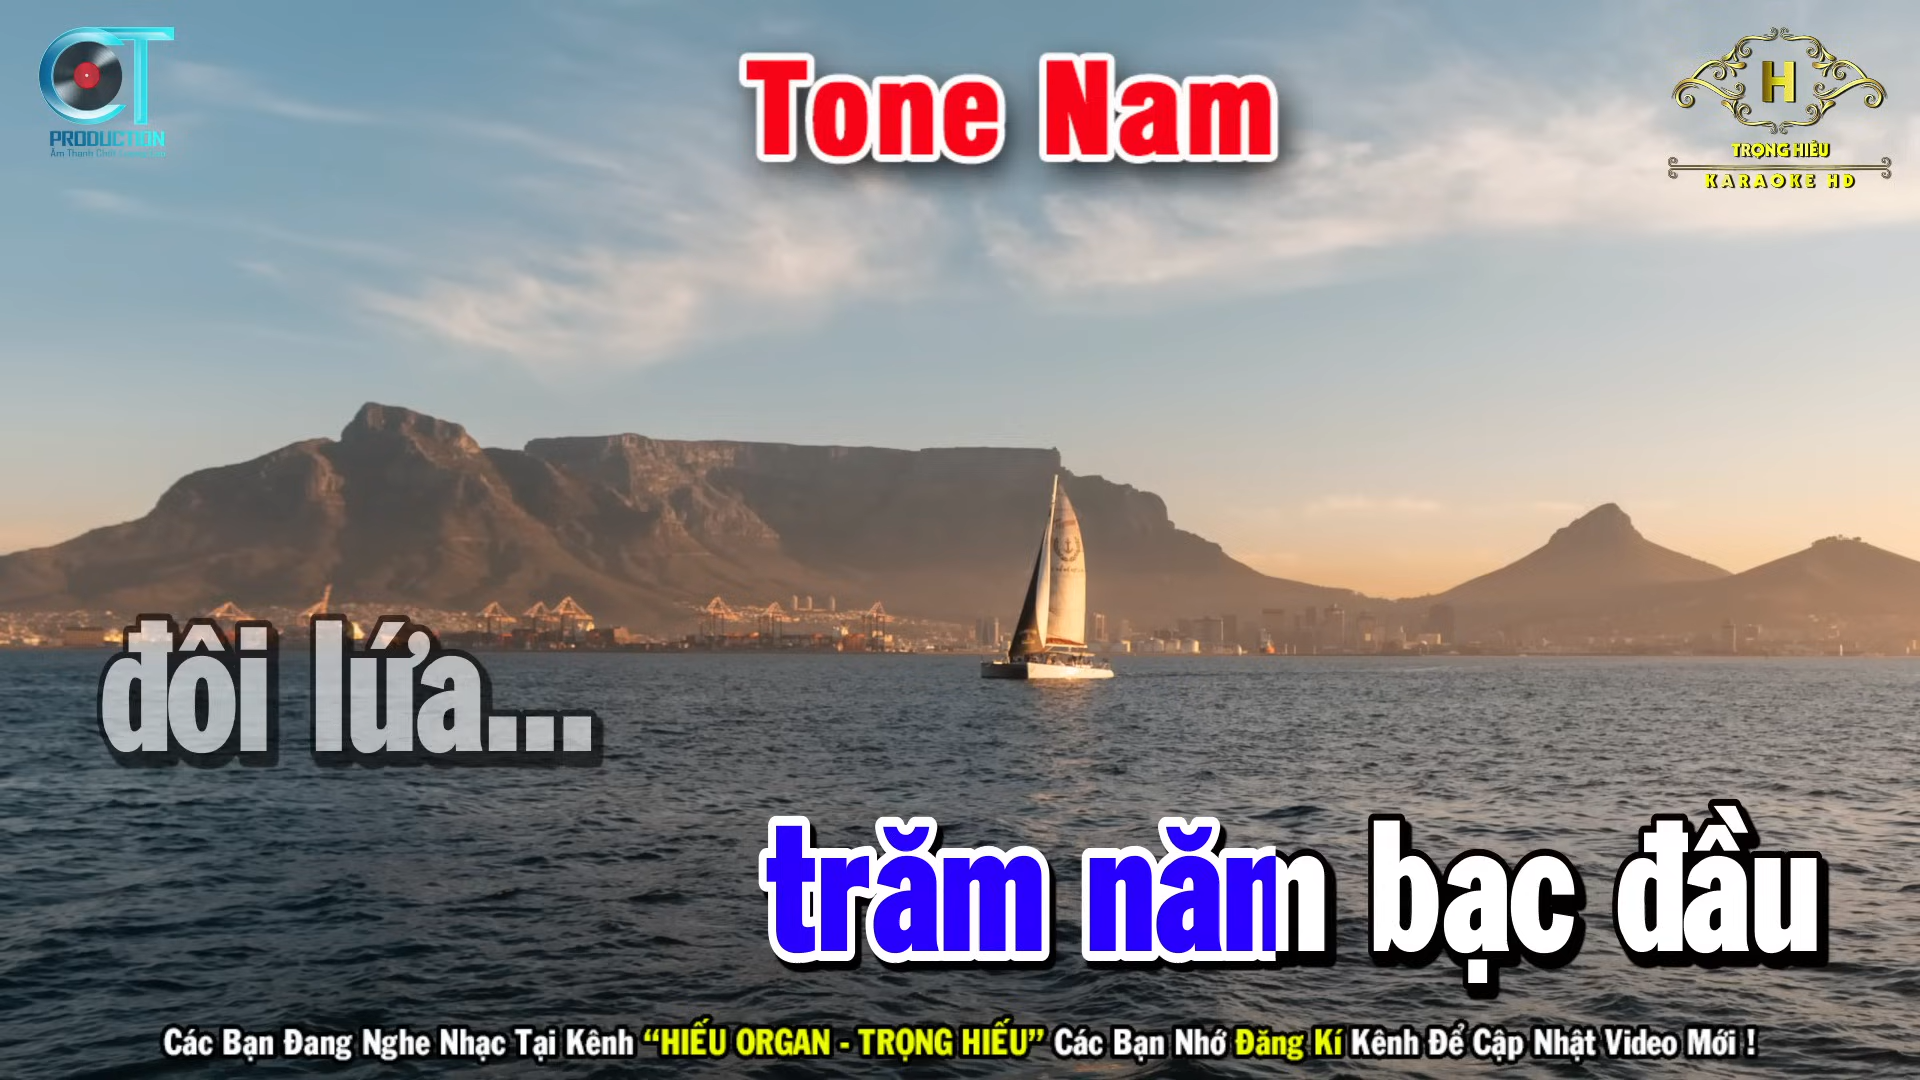 CT
PRODUCTION
Tone Nam
H
TRỌNG HIẾU
KARAOKE HD
đôi lứa...
trăm năm bạc đầu
Các Bạn Đang Nghe Nhạc Tại Kênh “HIẾU ORGAN - TRỌNG HIẾU” Các Bạn Nhớ Đăng Kí Kênh Để Cập Nhật Video Mới !